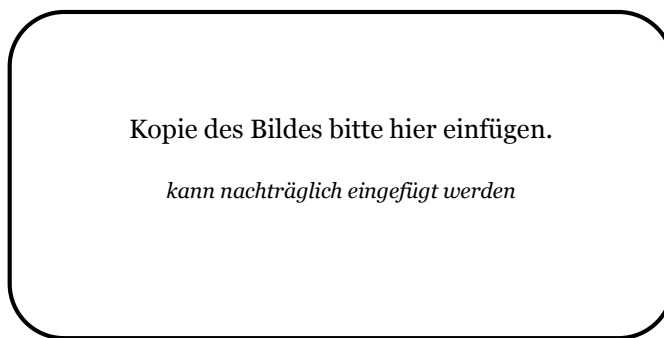 Kopie des Bildes bitte hier einfügen.
kann nachträglich eingefügt werden